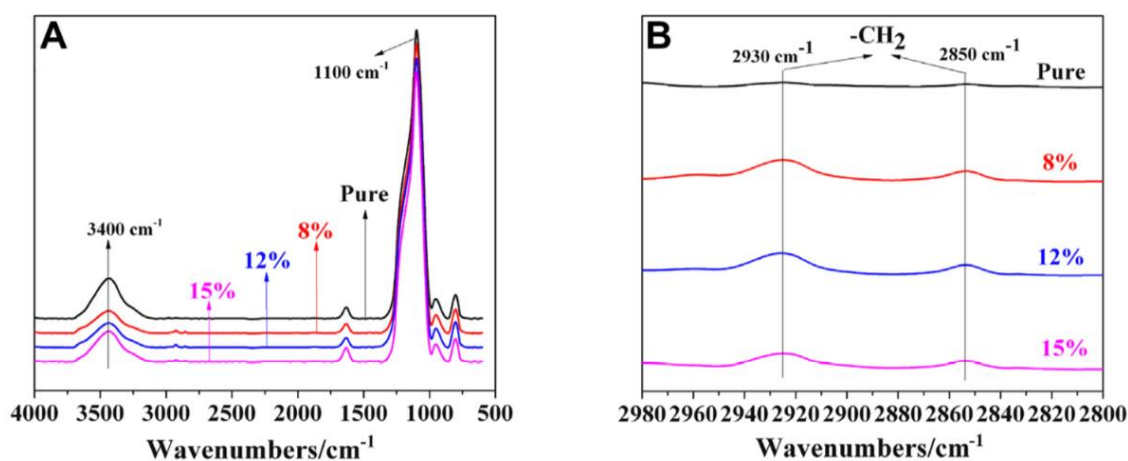 A
1100 cm-1
Pure
3400 cm-1
8%
12%
15%
4000 3500 3000 2500 2000 1500 1000 500
Wavenumbers/cm-1
B
-CH2
2930 cm-1
2850 cm-1
Pure
8%
12%
15%
2980 2960 2940 2920 2900 2880 2860 2840 2820 2800
Wavenumbers/cm-1